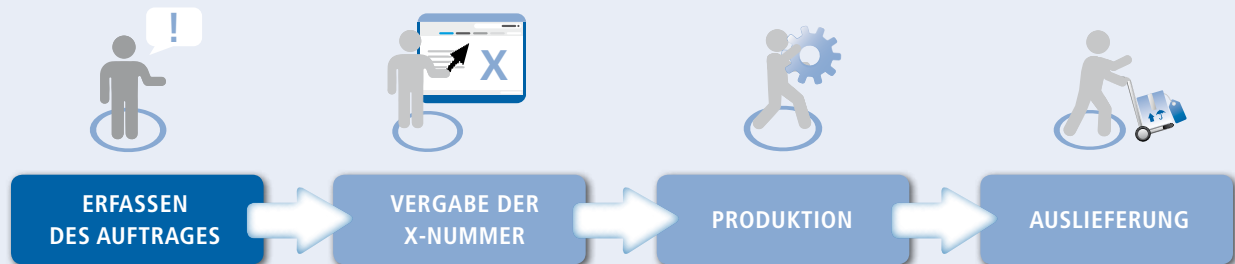 !
X
ERFASSEN
DES AUFTRAGES
VERGABE DER
X-NUMMER
PRODUKTION
AUSLIEFERUNG